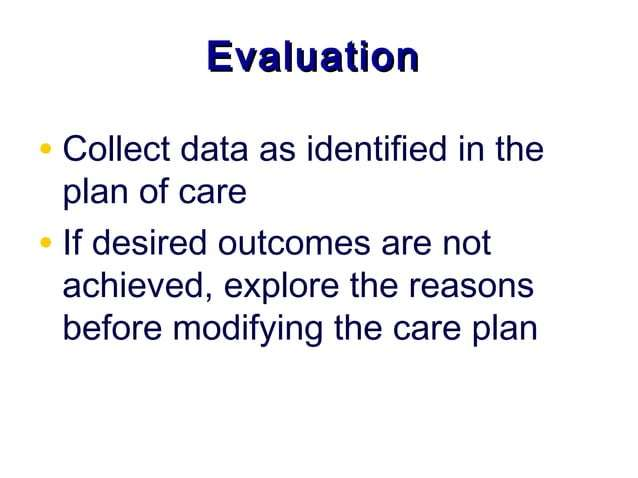 Evaluation
• Collect data as identified in the
plan of care
• If desired outcomes are not
achieved, explore the reasons
before modifying the care plan